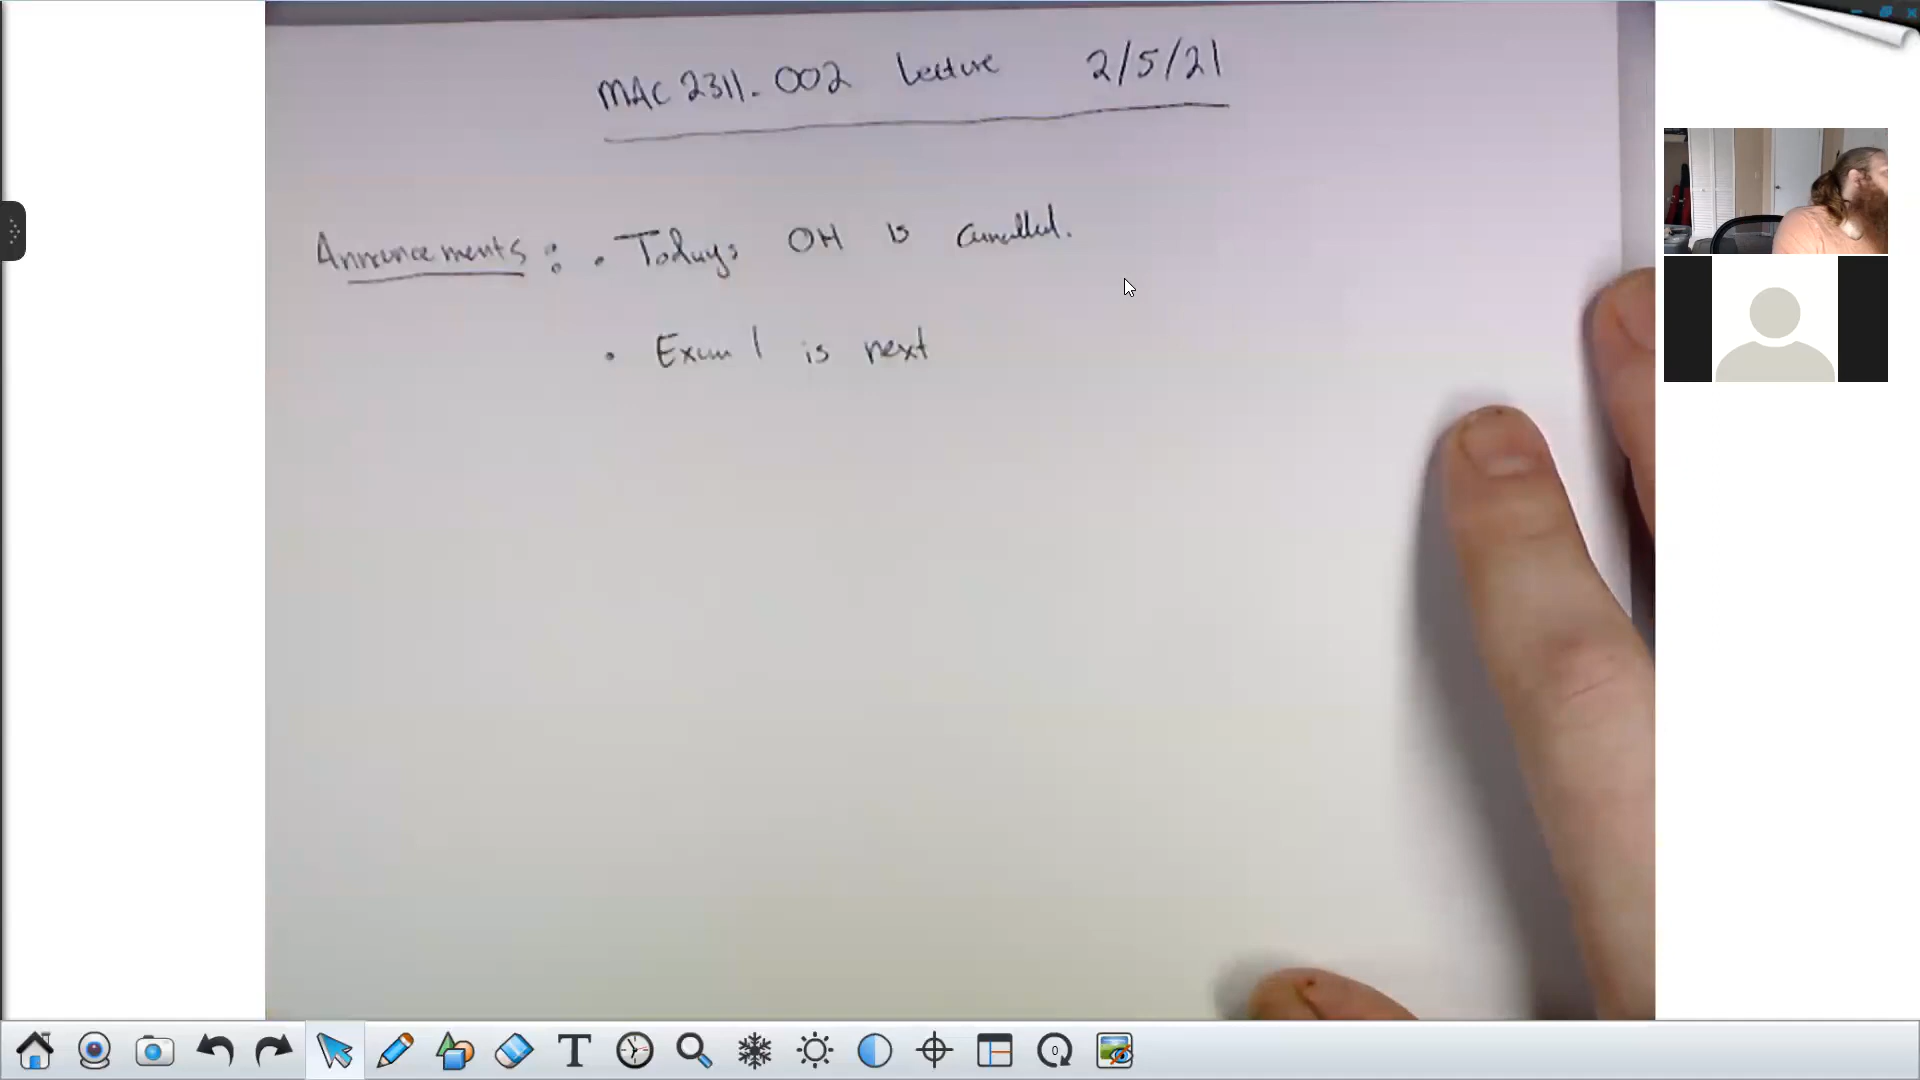 MAC 2311.002 Lecture 2/5/21
Announcements: • Todays OH is cancelled.
• Exam 1 is next